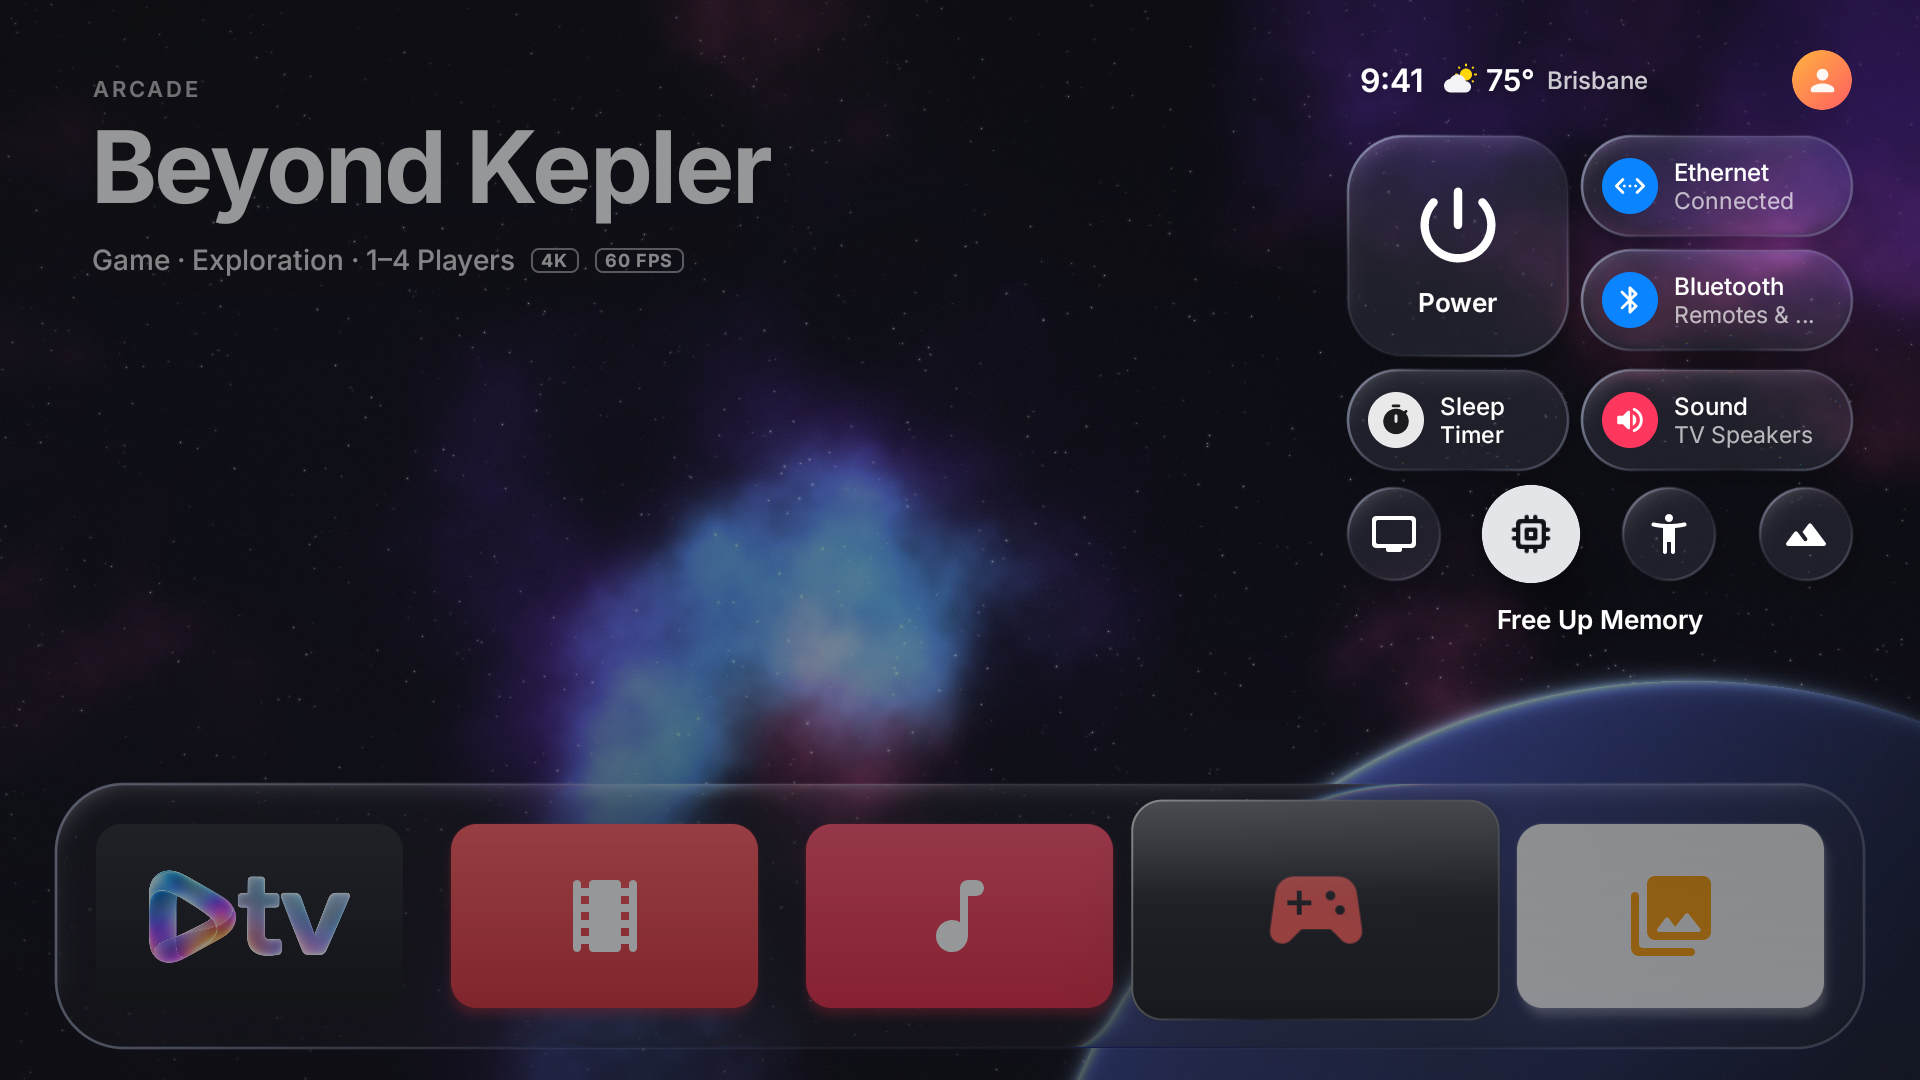 ARCADE
Beyond Kepler
Game · Exploration · 1–4 Players 4K 60 FPS
9:41 75° Brisbane
Power
Ethernet
Connected
Bluetooth
Remotes & ...
Sleep
Timer
Sound
TV Speakers
Free Up Memory
tv